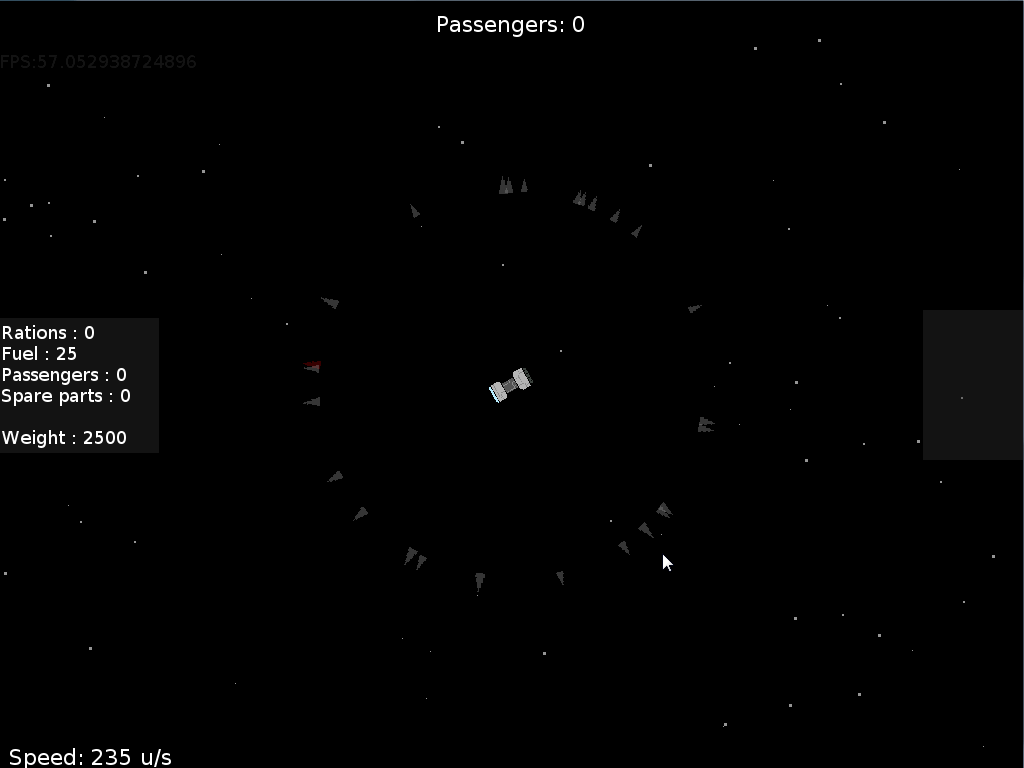 Passengers: 0
FPS:57.052938724896
Rations : 0
Fuel : 25
Passengers : 0
Spare parts : 0
Weight : 2500
Speed: 235 u/s